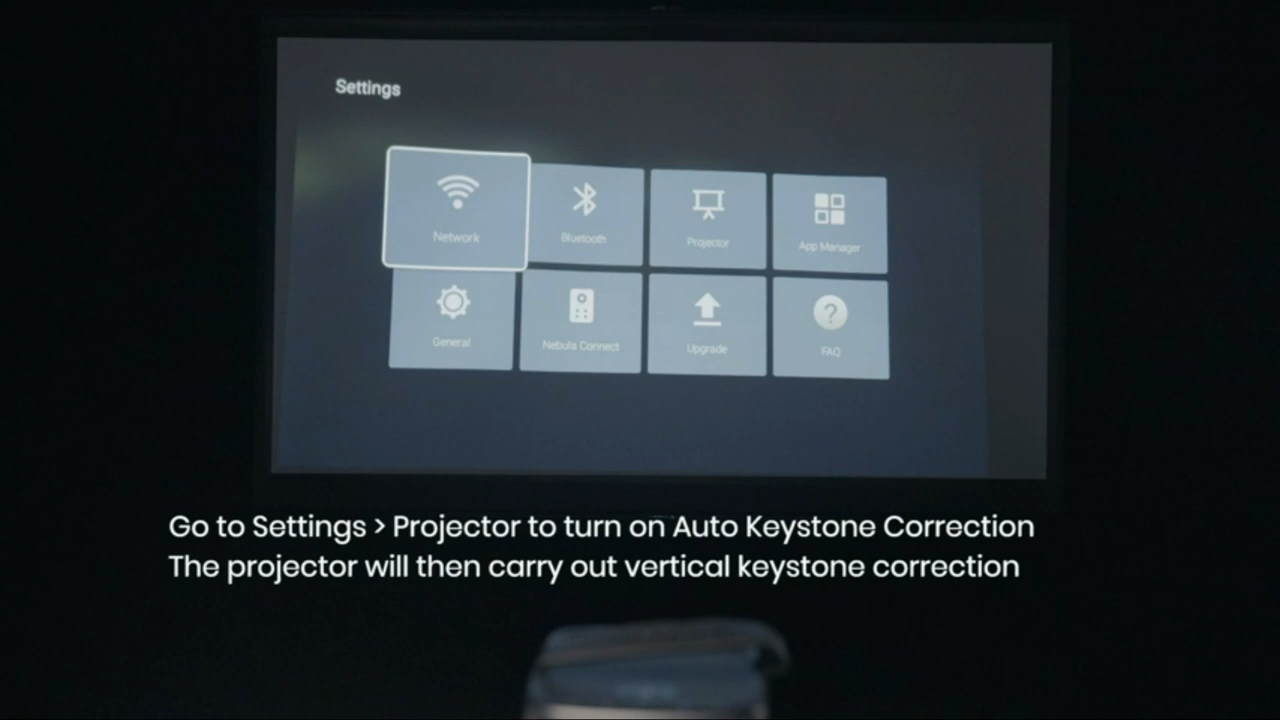 Settings
Network
Bluetooth
Projector
App Manager
General
Nebula Connect
Upgrade
FAQ
Go to Settings > Projector to turn on Auto Keystone Correction
The projector will then carry out vertical keystone correction